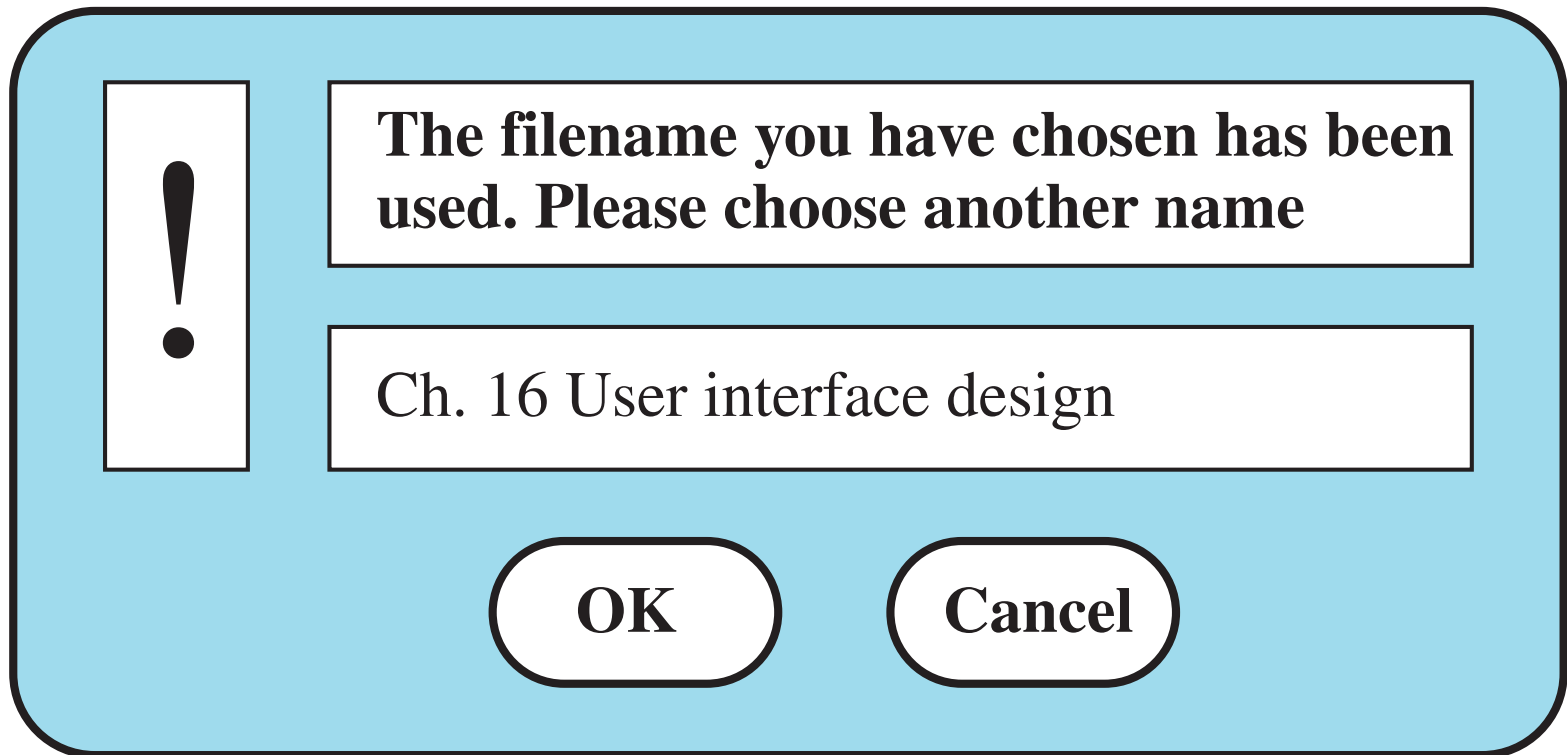 !
The filename you have chosen has been
used. Please choose another name
Ch. 16 User interface design
OK
Cancel